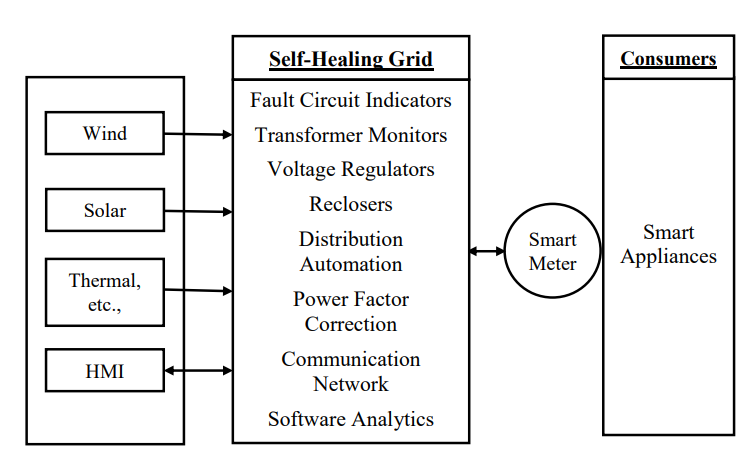 Wind
Solar
Thermal,
etc.,
HMI
Self-Healing Grid
Fault Circuit Indicators
Transformer Monitors
Voltage Regulators
Reclosers
Distribution
Automation
Power Factor
Correction
Communication
Network
Software Analytics
Smart
Meter
Consumers
Smart
Appliances